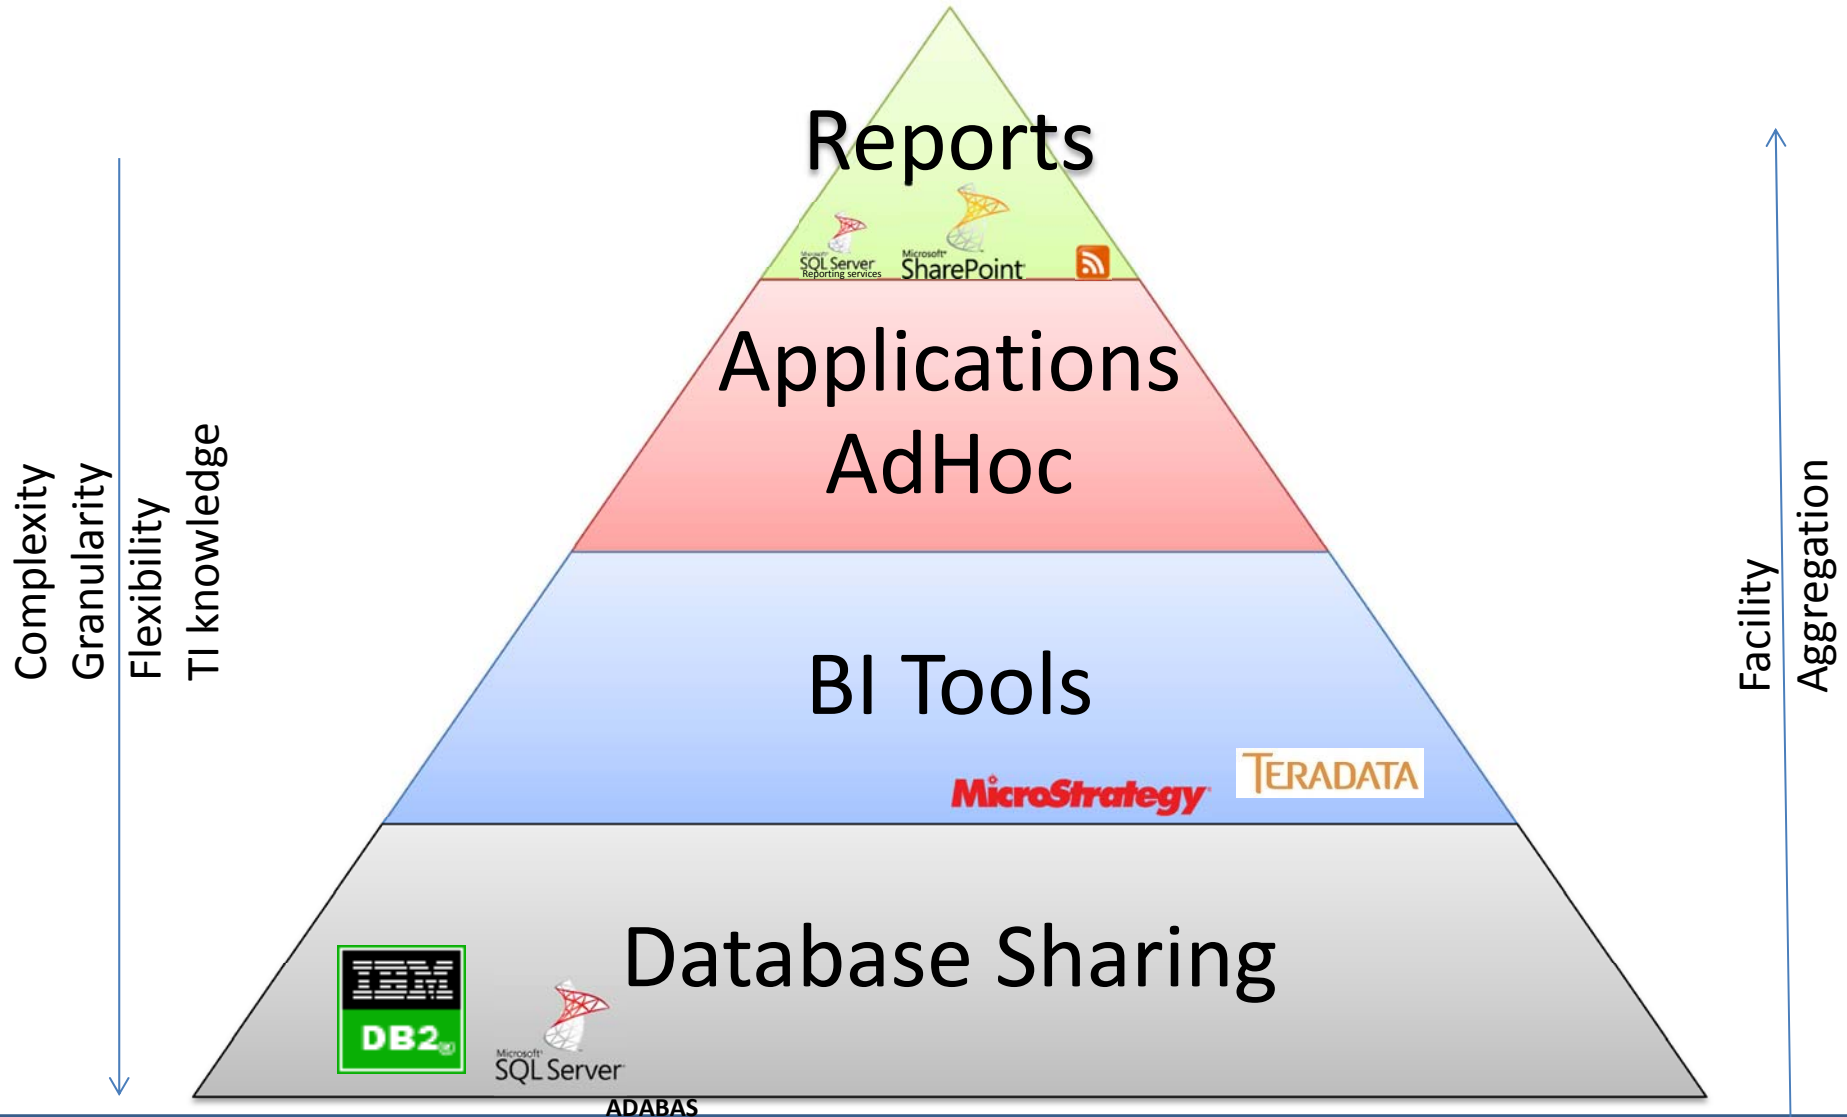 Reports
Microsoft
SQL Server
Reporting services
Microsoft
SharePoint
Applications
AdHoc
BI Tools
MicroStrategy
TERADATA
Database Sharing
IBM
DB2
Microsoft
SQL Server
ADABAS
Complexity
Granularity
Flexibility
TI knowledge
Facility
Aggregation